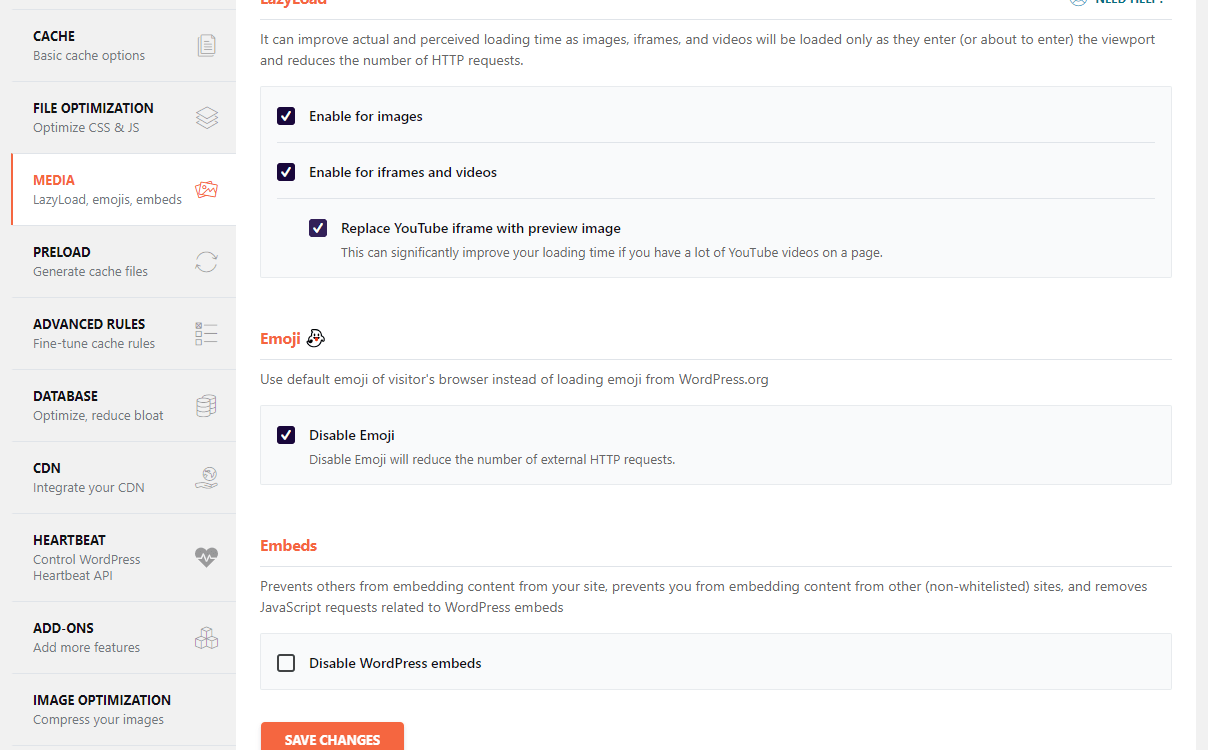 CACHE
Basic cache options
FILE OPTIMIZATION
Optimize CSS & JS
MEDIA
LazyLoad, emojis, embeds
PRELOAD
Generate cache files
ADVANCED RULES
Fine-tune cache rules
DATABASE
Optimize, reduce bloat
CDN
Integrate your CDN
HEARTBEAT
Control WordPress
Heartbeat API
ADD-ONS
Add more features
IMAGE OPTIMIZATION
Compress your images
LazyLoad
NEED HELP?
It can improve actual and perceived loading time as images, iframes, and videos will be loaded only as they enter (or about to enter) the viewport
and reduces the number of HTTP requests.
Enable for images
Enable for iframes and videos
Replace YouTube iframe with preview image
This can significantly improve your loading time if you have a lot of YouTube videos on a page.
Emoji
Use default emoji of visitor's browser instead of loading emoji from WordPress.org
Disable Emoji
Disable Emoji will reduce the number of external HTTP requests.
Embeds
Prevents others from embedding content from your site, prevents you from embedding content from other (non-whitelisted) sites, and removes
JavaScript requests related to WordPress embeds
Disable WordPress embeds
SAVE CHANGES